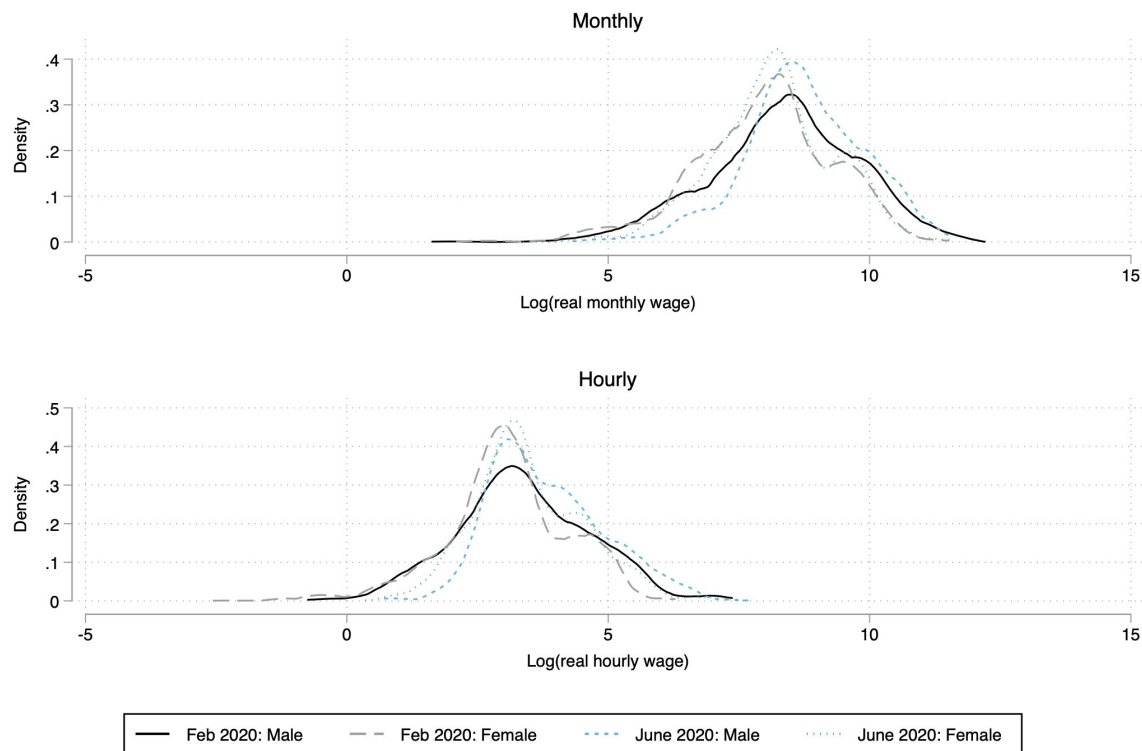 Monthly
Density
.4
.3
.2
.1
0
-5 0 5 10 15
Log(real monthly wage)
Hourly
Density
.5
.4
.3
.2
.1
0
-5 0 5 10 15
Log(real hourly wage)
Feb 2020: Male Feb 2020: Female June 2020: Male June 2020: Female